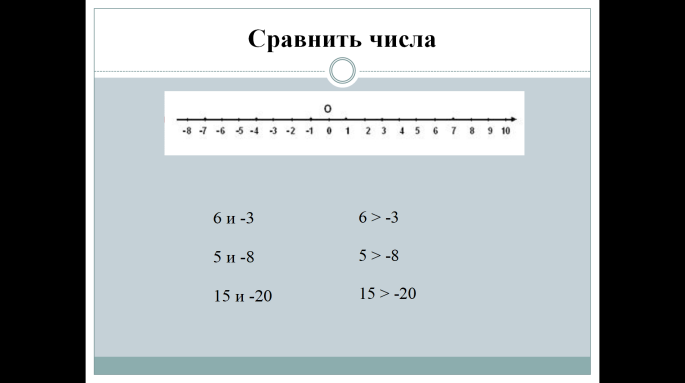 Сравнить числа
O
-8 -7 -6 -5 -4 -3 -2 -1 0 1 2 3 4 5 6 7 8 9 10
6 и -3 6 > -3
5 и -8 5 > -8
15 и -20 15 > -20